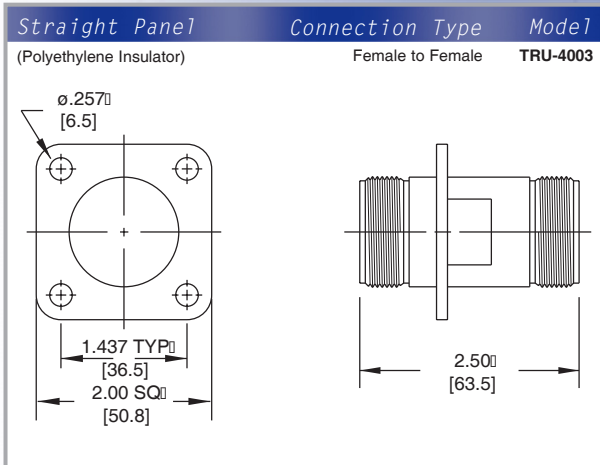 Straight Panel Connection Type Model
(Polyethylene Insulator) Female to Female TRU-4003
ø.257▯
[6.5]
1.437 TYP▯
[36.5]
2.00 SQ▯
[50.8]
2.50▯
[63.5]